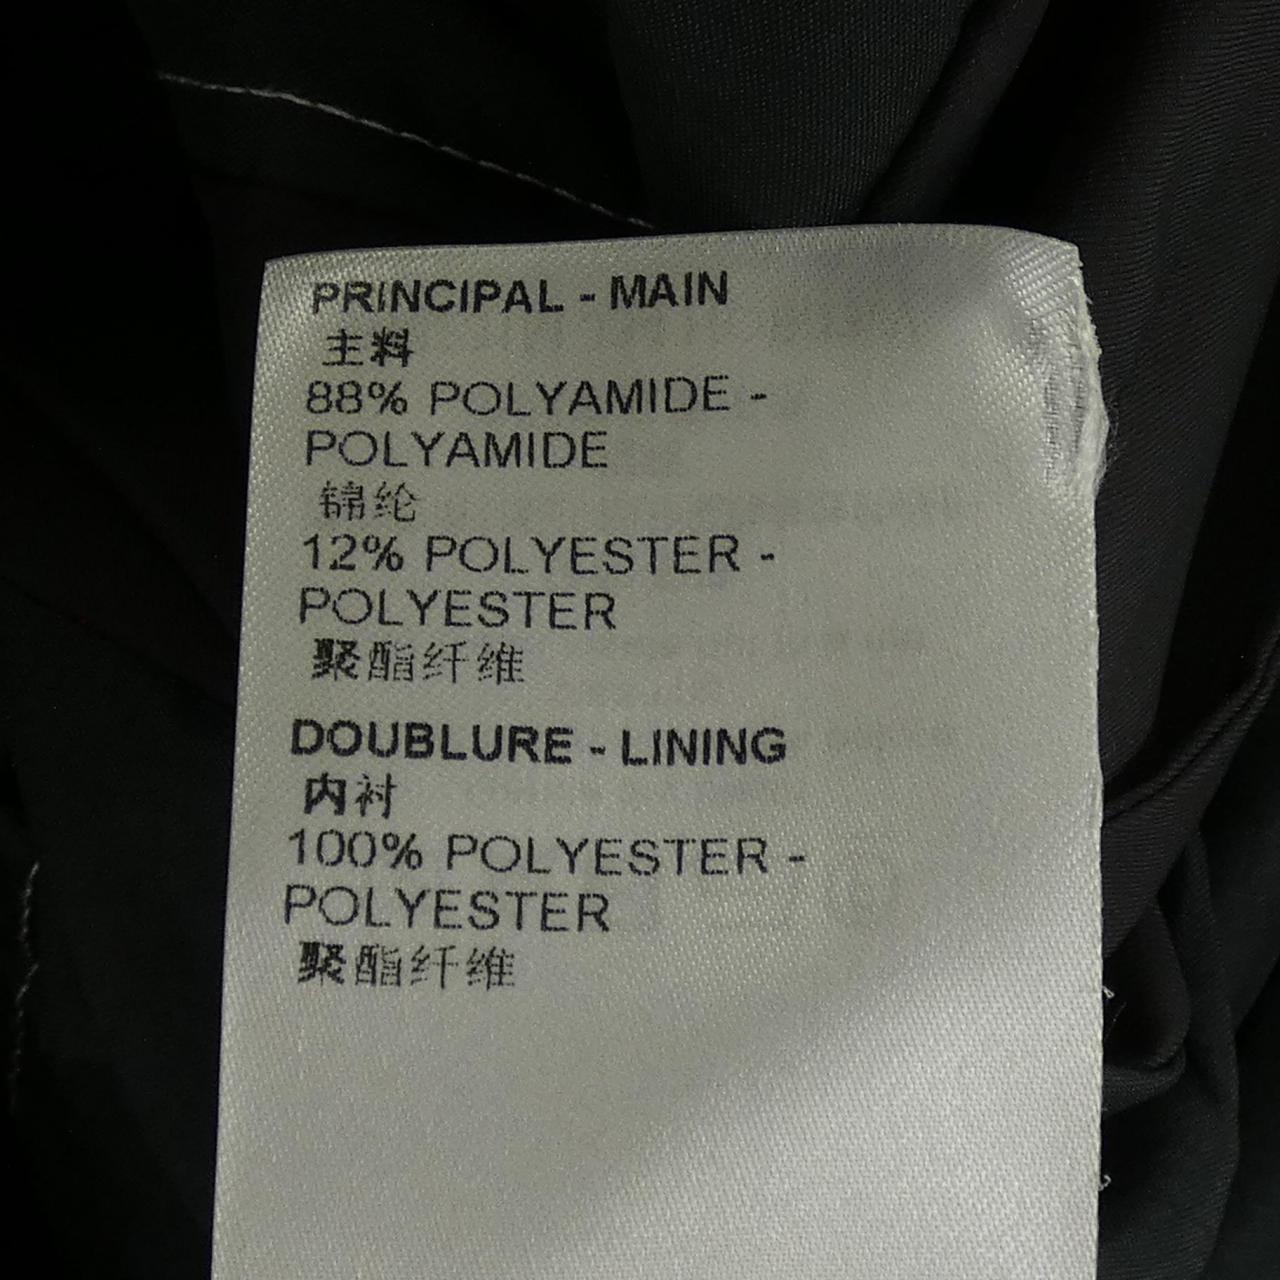 PRINCIPAL - MAIN
主料
88% POLYAMIDE -
POLYAMIDE
锦纶
12% POLYESTER -
POLYESTER
聚酯纤维
DOUBLURE - LINING
内衬
100% POLYESTER -
POLYESTER
聚酯纤维